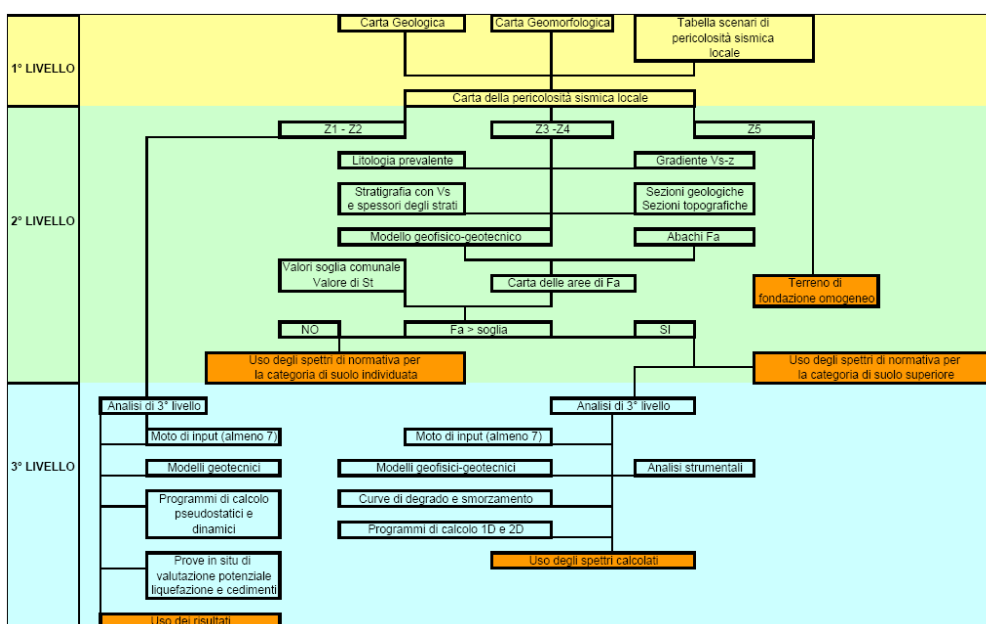 Carta Geologica
Carta Geomorfologica
Tabella scenari di
pericolosità sismica
locale
1° LIVELLO
Carta della pericolosità sismica locale
Z1 - Z2
Z3 -Z4
Z5
Litologia prevalente
Gradiente Vs-z
Stratigrafia con Vs
e spessori degli strati
Sezioni geologiche
Sezioni topografiche
2° LIVELLO
Modello geofisico-geotecnico
Abachi Fa
Valori soglia comunale
Valore di St
Carta delle aree di Fa
Terreno di
fondazione omogeneo
NO
Fa > soglia
SI
Uso degli spettri di normativa per
la categoria di suolo individuata
Uso degli spettri di normativa per
la categoria di suolo superiore
Analisi di 3° livello
Analisi di 3° livello
Moto di input (almeno 7)
Moto di input (almeno 7)
3° LIVELLO
Modelli geotecnici
Modelli geofisici-geotecnici
Analisi strumentali
Programmi di calcolo
pseudostatici e
dinamici
Curve di degrado e smorzamento
Programmi di calcolo 1D e 2D
Prove in situ di
valutazione potenziale
liquefazione e cedimenti
Uso degli spettri calcolati
Uso dei risultati